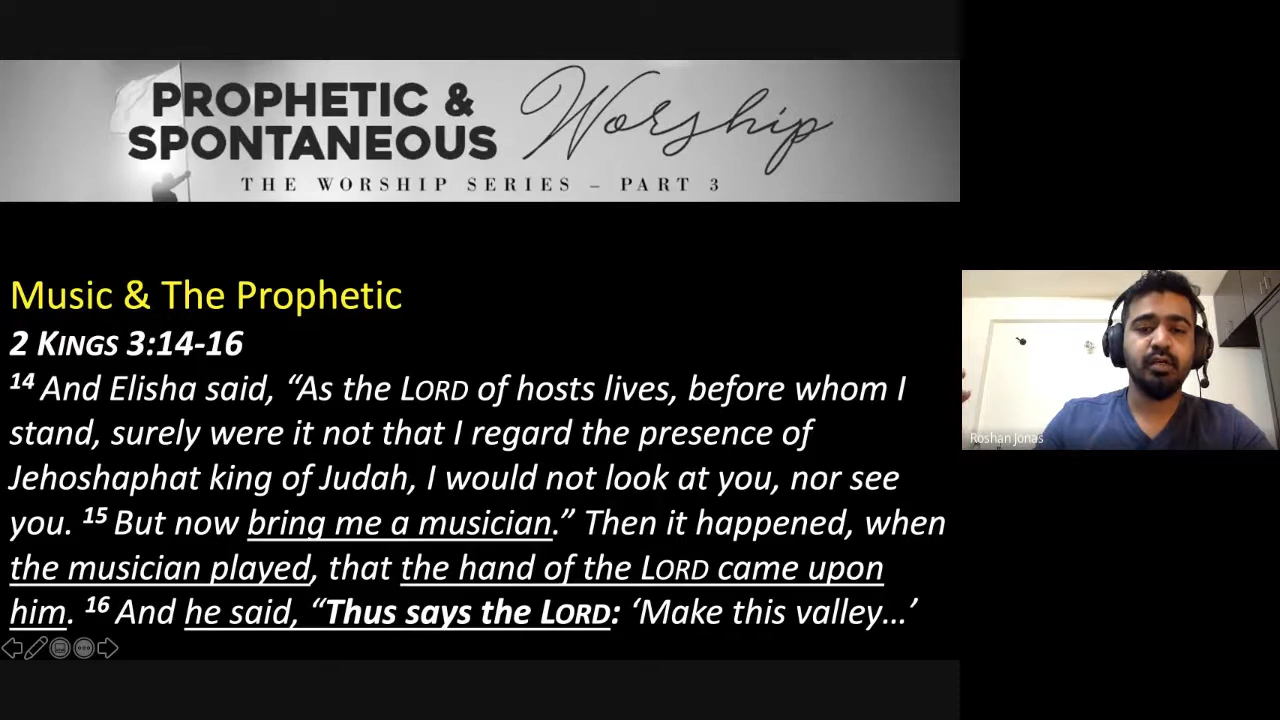 PROPHETIC &
SPONTANEOUS
Worship
THE WORSHIP SERIES – PART 3
Music & The Prophetic
2 KINGS 3:14-16
14 And Elisha said, “As the LORD of hosts lives, before whom I
stand, surely were it not that I regard the presence of
Jehoshaphat king of Judah, I would not look at you, nor see
you. 15 But now bring me a musician.” Then it happened, when
the musician played, that the hand of the LORD came upon
him. 16 And he said, “Thus says the LORD: ‘Make this valley…’
Roshan Jonas